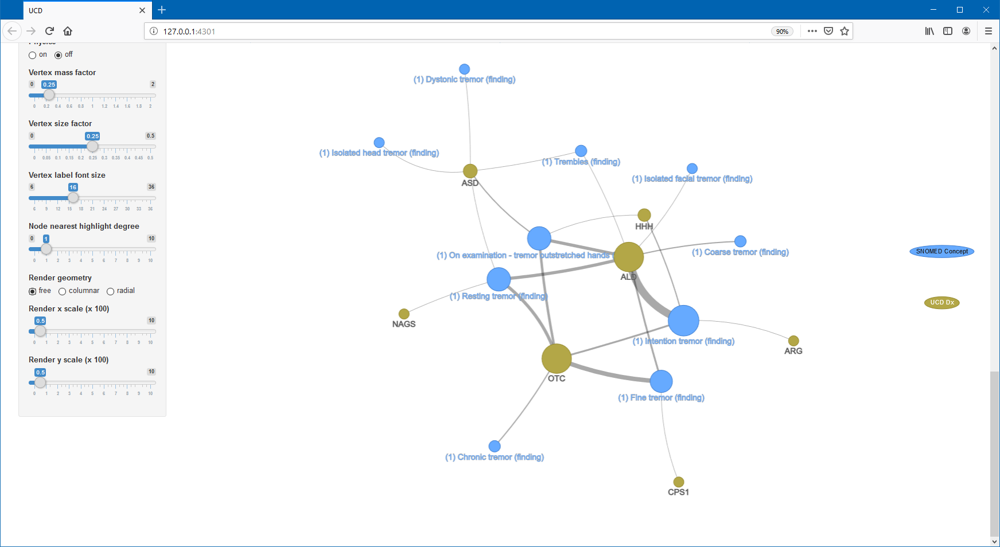 UCD
127.0.0.1:4301
90%
Physics
on off
Vertex mass factor
0 0.25 2
0 0.2 0.4 0.6 0.8 1 1.2 1.4 1.6 1.8 2
Vertex size factor
0 0.25 0.5
0 0.05 0.1 0.15 0.2 0.25 0.3 0.35 0.4 0.45 0.5
Vertex label font size
6 16 36
6 9 12 15 18 21 24 27 30 33 36
Node nearest highlight degree
0 1 10
0 1 2 3 4 5 6 7 8 9 10
Render geometry
free columnar radial
Render x scale (x 100)
0.5 10
0 1 2 3 4 5 6 7 8 9 10
Render y scale (x 100)
0.5 10
0 1 2 3 4 5 6 7 8 9 10
(1) Dystonic tremor (finding)
(1) Isolated head tremor (finding)
(1) Trembles (finding)
(1) Isolated facial tremor (finding)
ASD
HHH
(1) On examination - tremor outstretched hands (
(1) Coarse tremor (finding)
ALD
(1) Resting tremor (finding)
NAGS
(1) Intention tremor (finding)
ARG
OTC
(1) Fine tremor (finding)
(1) Chronic tremor (finding)
CPS1
SNOMED Concept
UCD Dx